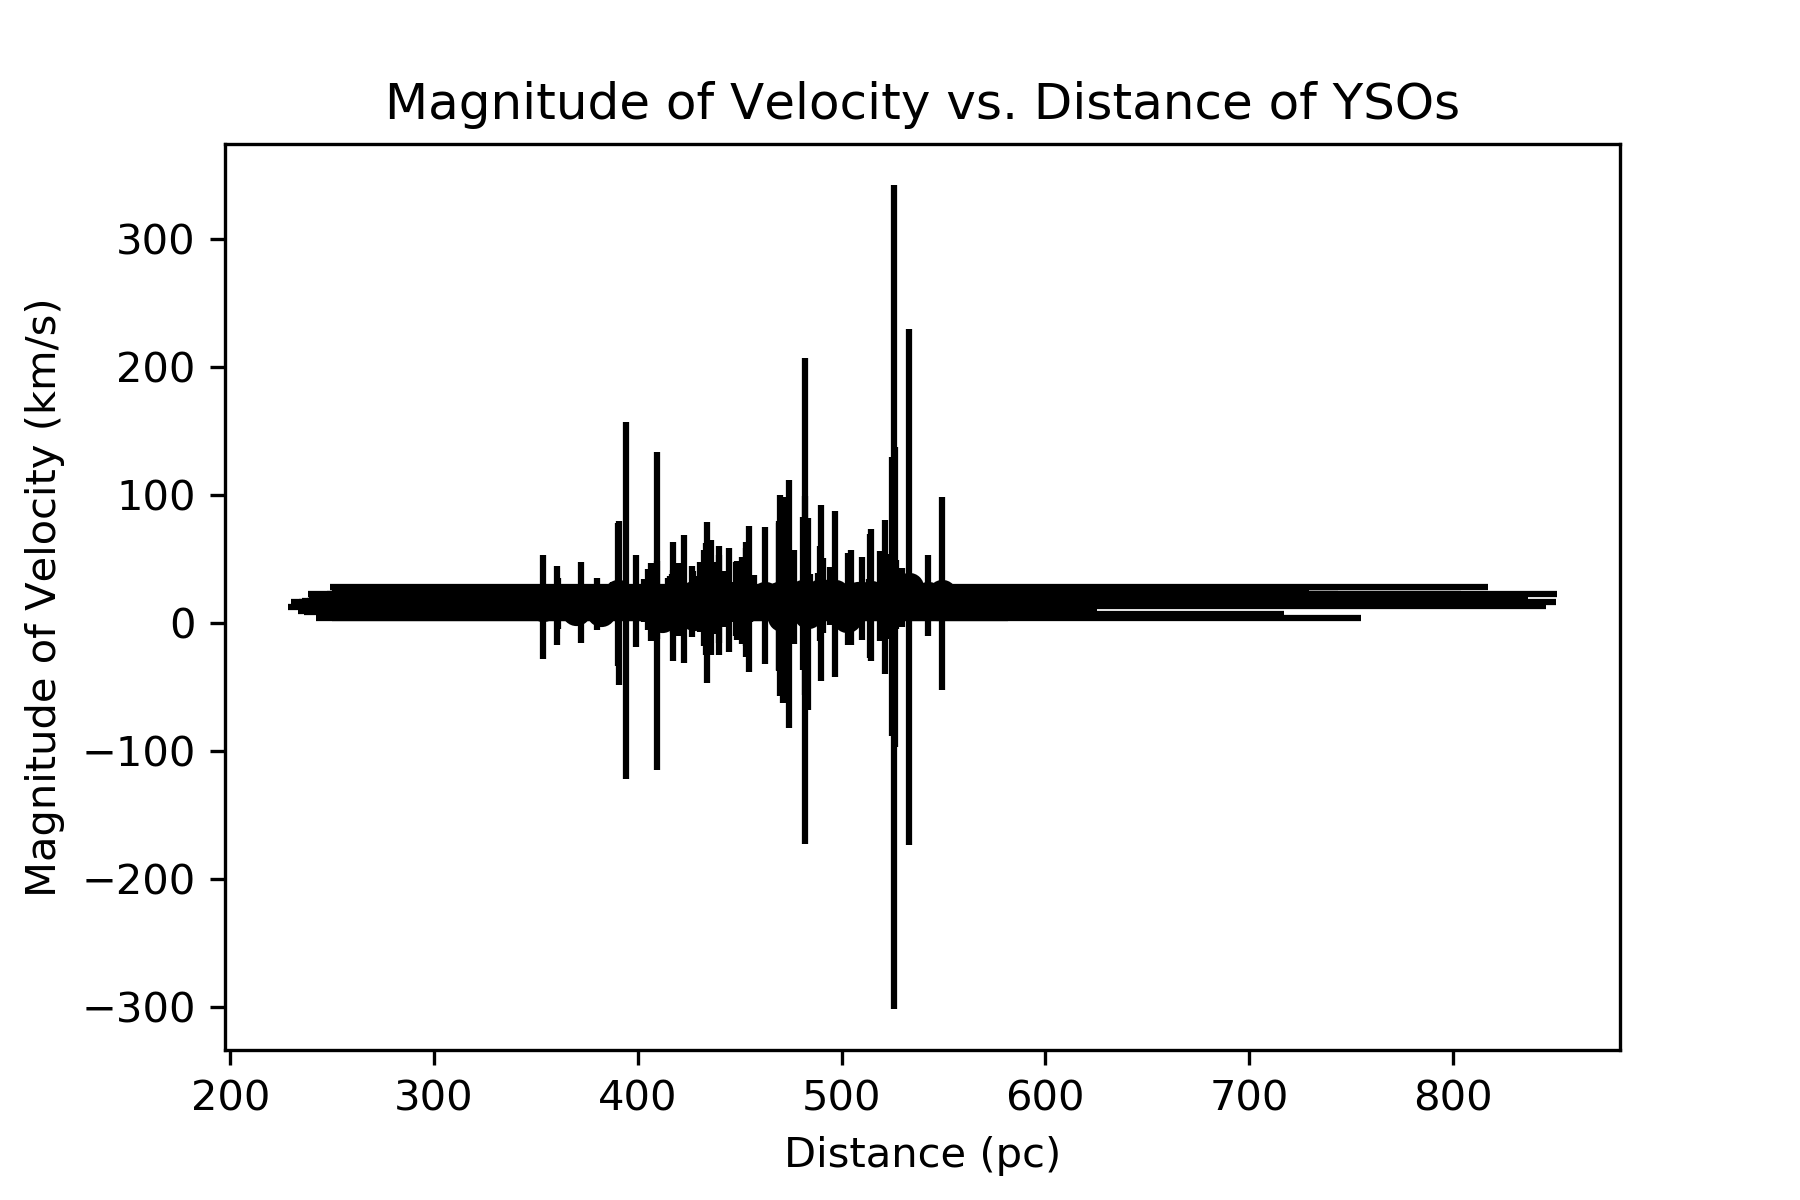 Magnitude of Velocity vs. Distance of YSOs
Magnitude of Velocity (km/s)
300
200
100
0
−100
−200
−300
200 300 400 500 600 700 800
Distance (pc)